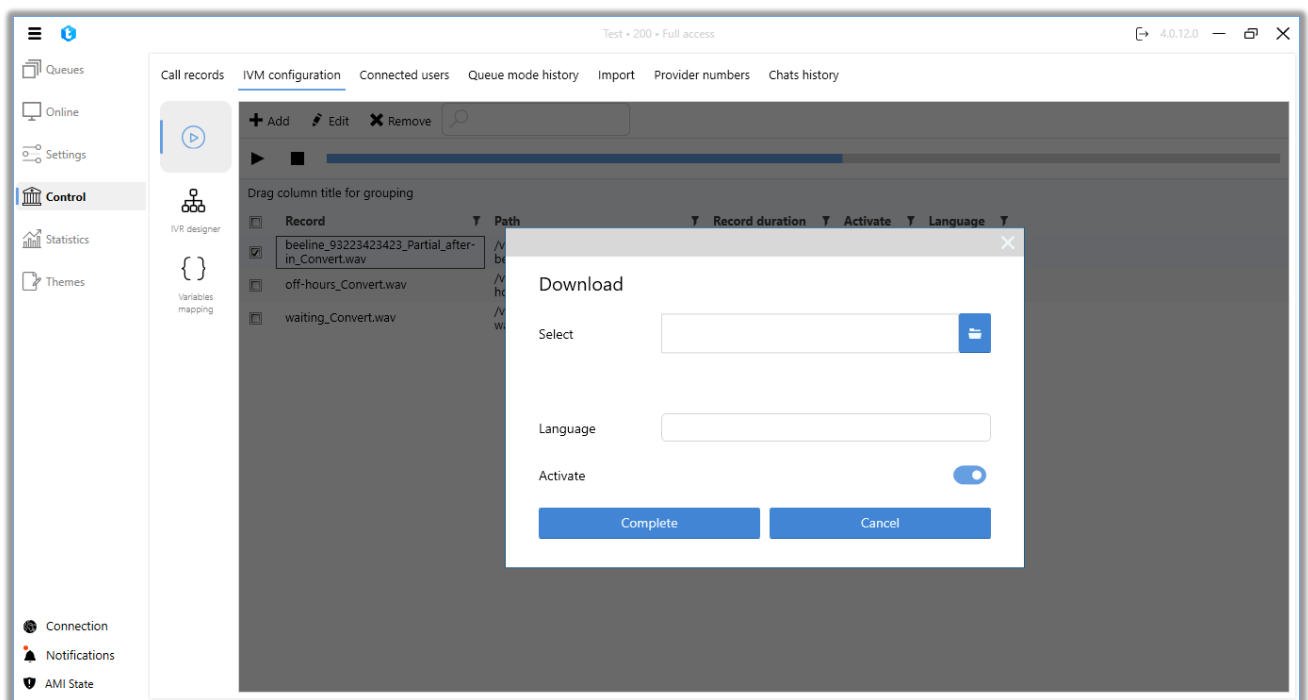 Test • 200 • Full access
4.0.12.0
Queues
Online
Settings
Control
Statistics
Themes
Connection
Notifications
AMI State
Call records IVM configuration Connected users Queue mode history Import Provider numbers Chats history
IVR designer
{ }
Variables
mapping
Add Edit Remove
Drag column title for grouping
Record Path Record duration Activate Language
beeline_93223423423_Partial_after-
in_Convert.wav
off-hours_Convert.wav
waiting_Convert.wav
Download
Select
Language
Activate
Complete Cancel